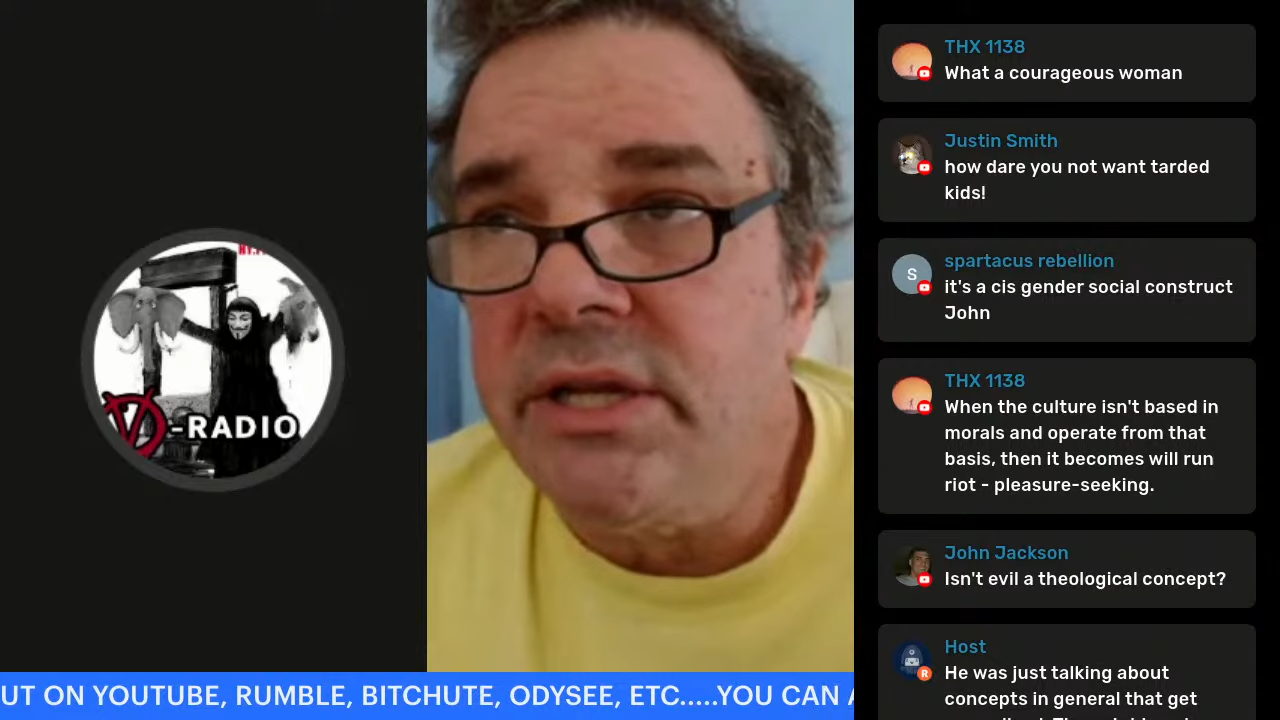 V-RADIO
THX 1138
What a courageous woman
Justin Smith
how dare you not want tarded
kids!
S
spartacus rebellion
it's a cis gender social construct
John
THX 1138
When the culture isn't based in
morals and operate from that
basis, then it becomes will run
riot - pleasure-seeking.
John Jackson
Isn't evil a theological concept?
Host
R
He was just talking about
concepts in general that get
UT ON YOUTUBE, RUMBLE, BITCHUTE, ODYSEE, ETC.....YOU CAN